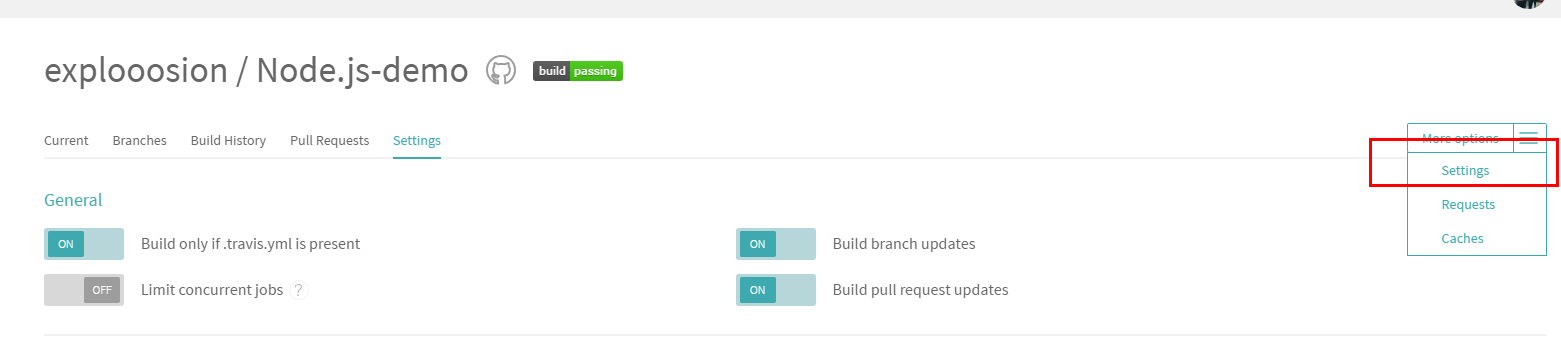 explooosion / Node.js-demo build passing
Current Branches Build History Pull Requests Settings More options
Settings
General
Requests
ON Build only if .travis.yml is present ON Build branch updates
Caches
OFF Limit concurrent jobs ? ON Build pull request updates